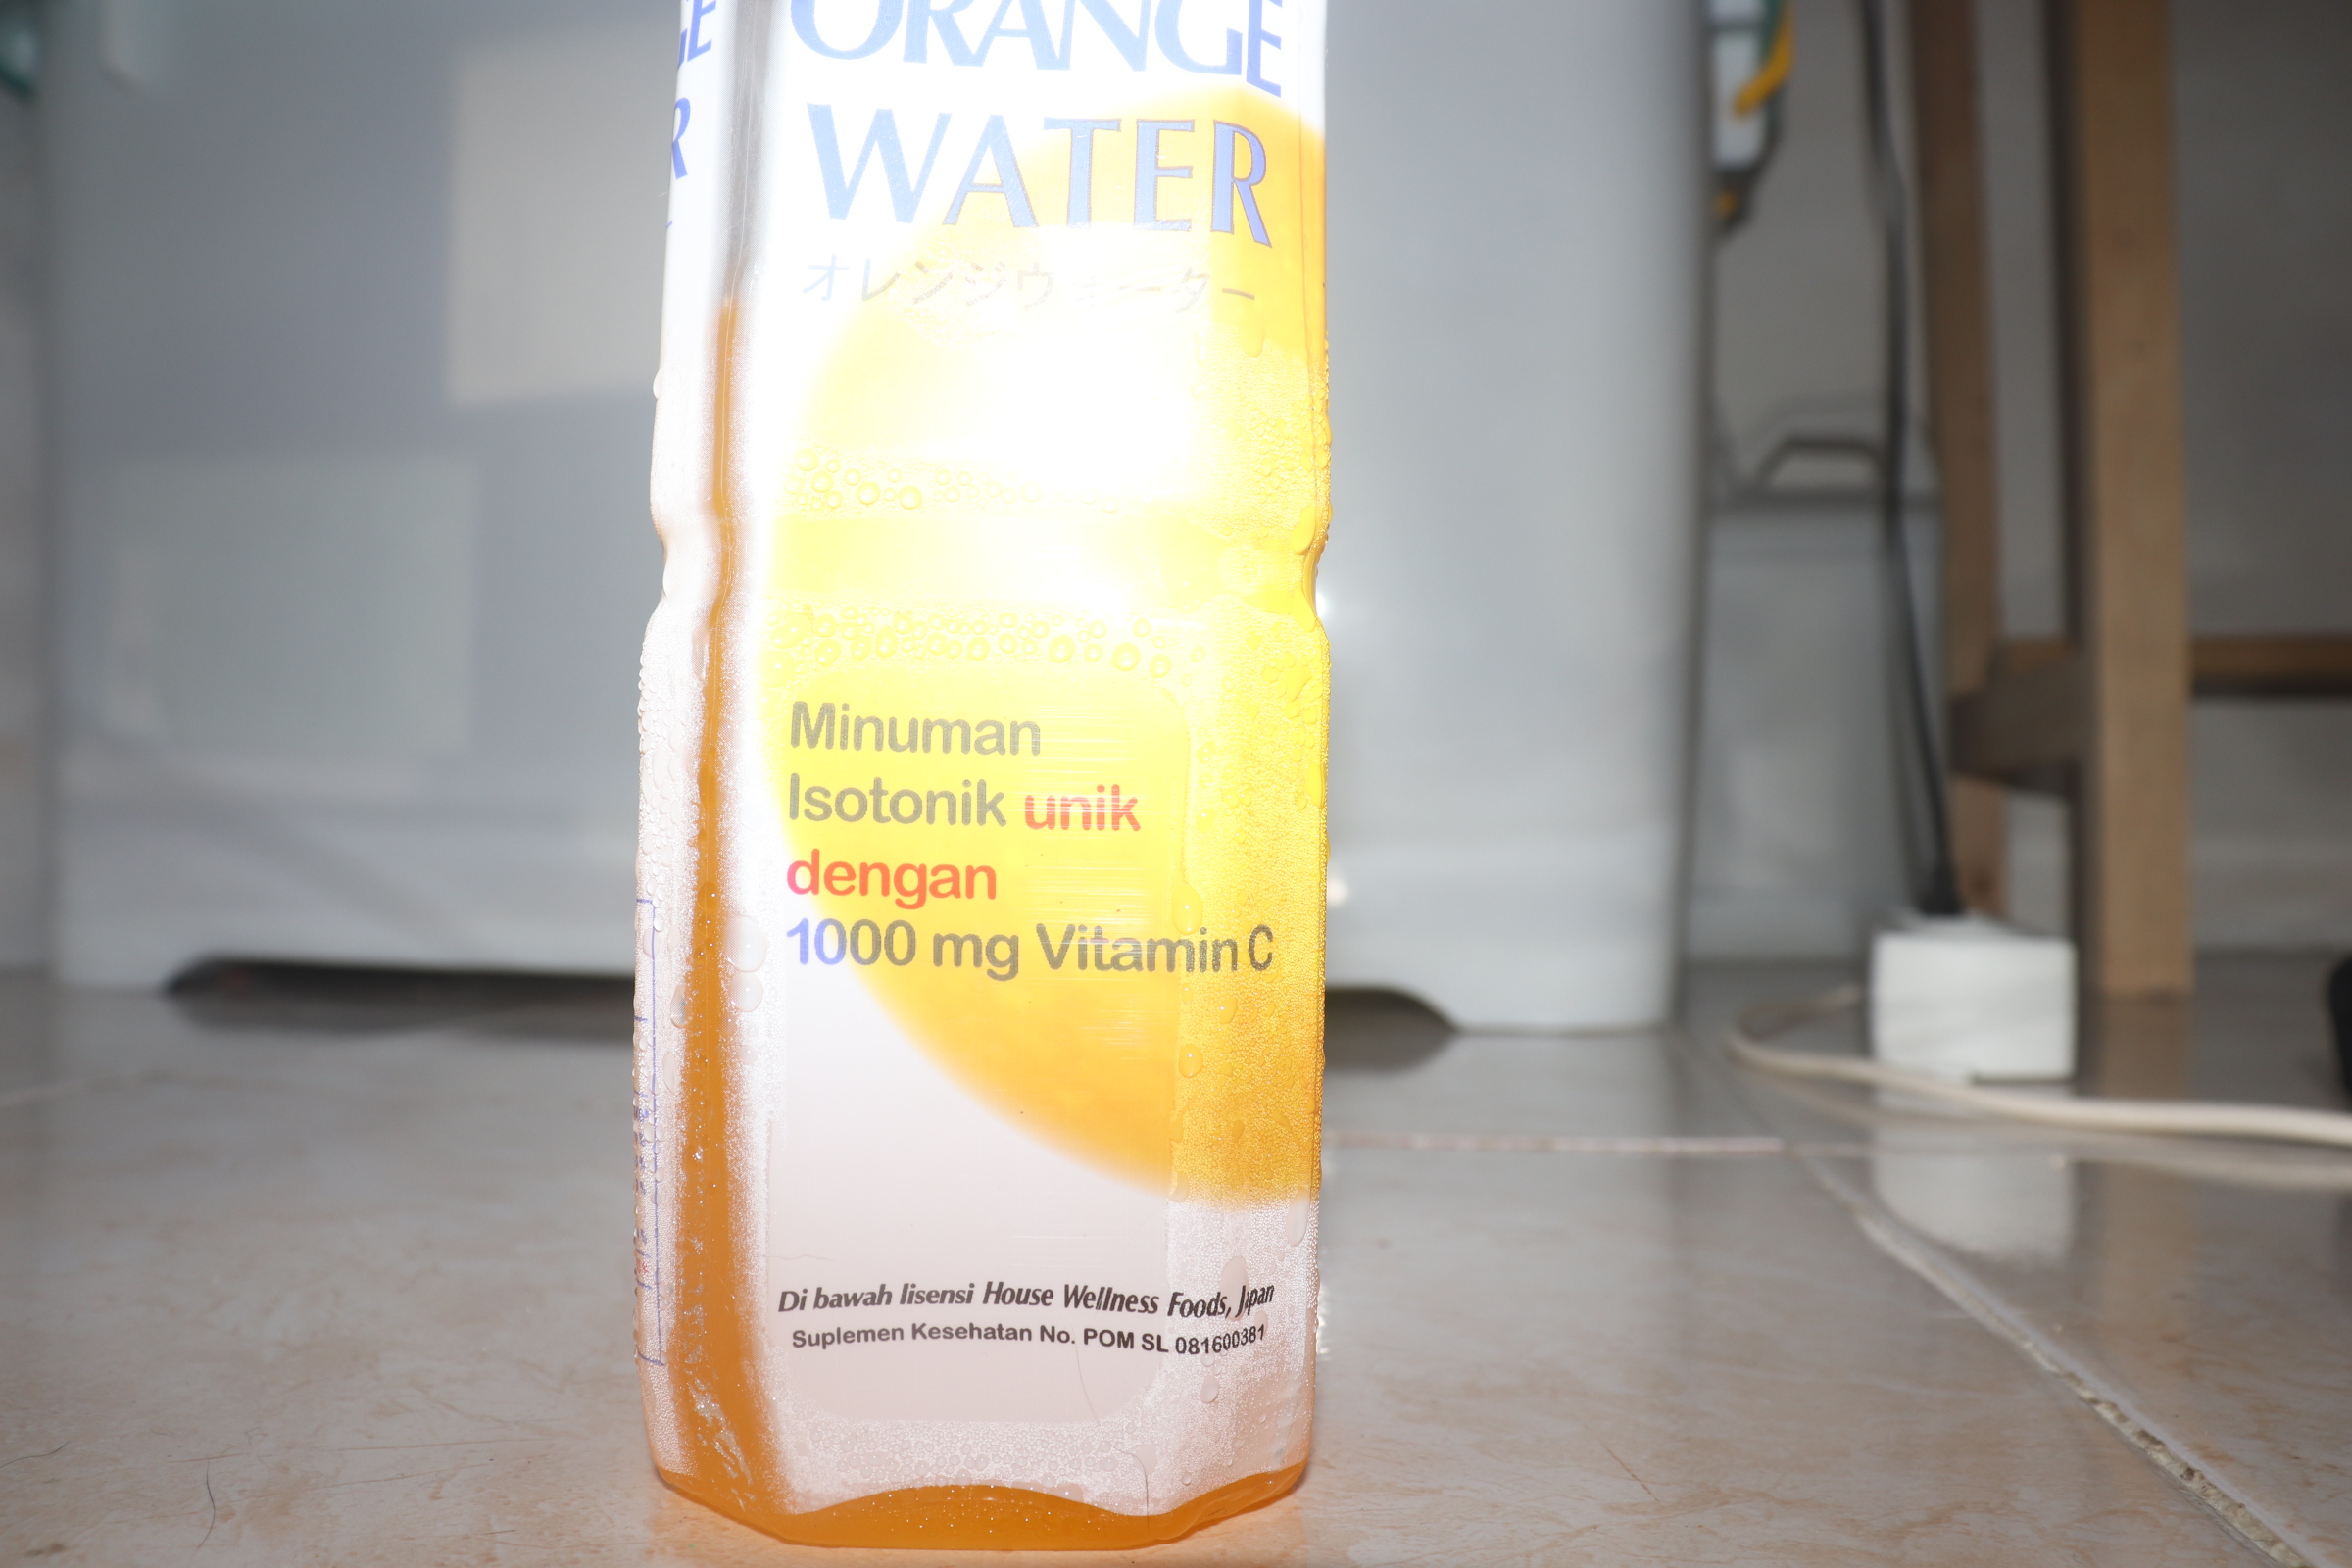 ORANGE
WATER
オレンジウォーター
Minuman
Isotonik unik
dengan
1000 mg Vitamin C
Di bawah lisensi House Wellness Foods, Japan
Suplemen Kesehatan No. POM SL 081600381